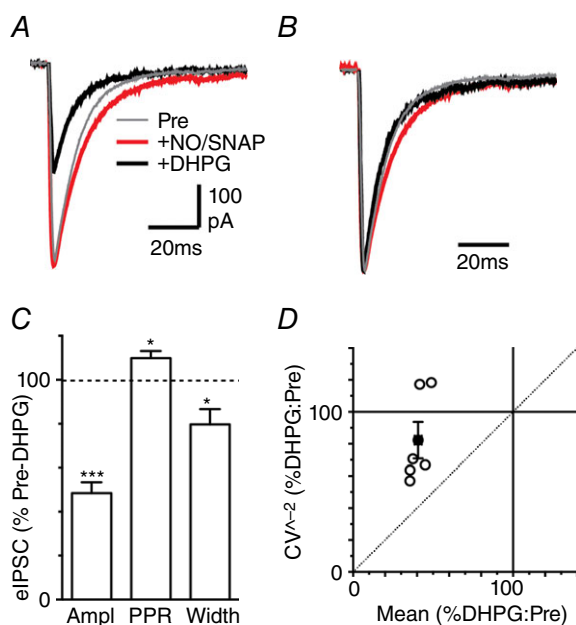 A
B
Pre
+NO/SNAP
+DHPG
100
pA
20ms
20ms
C
D
eIPSC (% Pre-DHPG)
100
0
***
*
*
Ampl PPR Width
CV^-2 (%DHPG:Pre)
100
0
0 100
Mean (%DHPG:Pre)